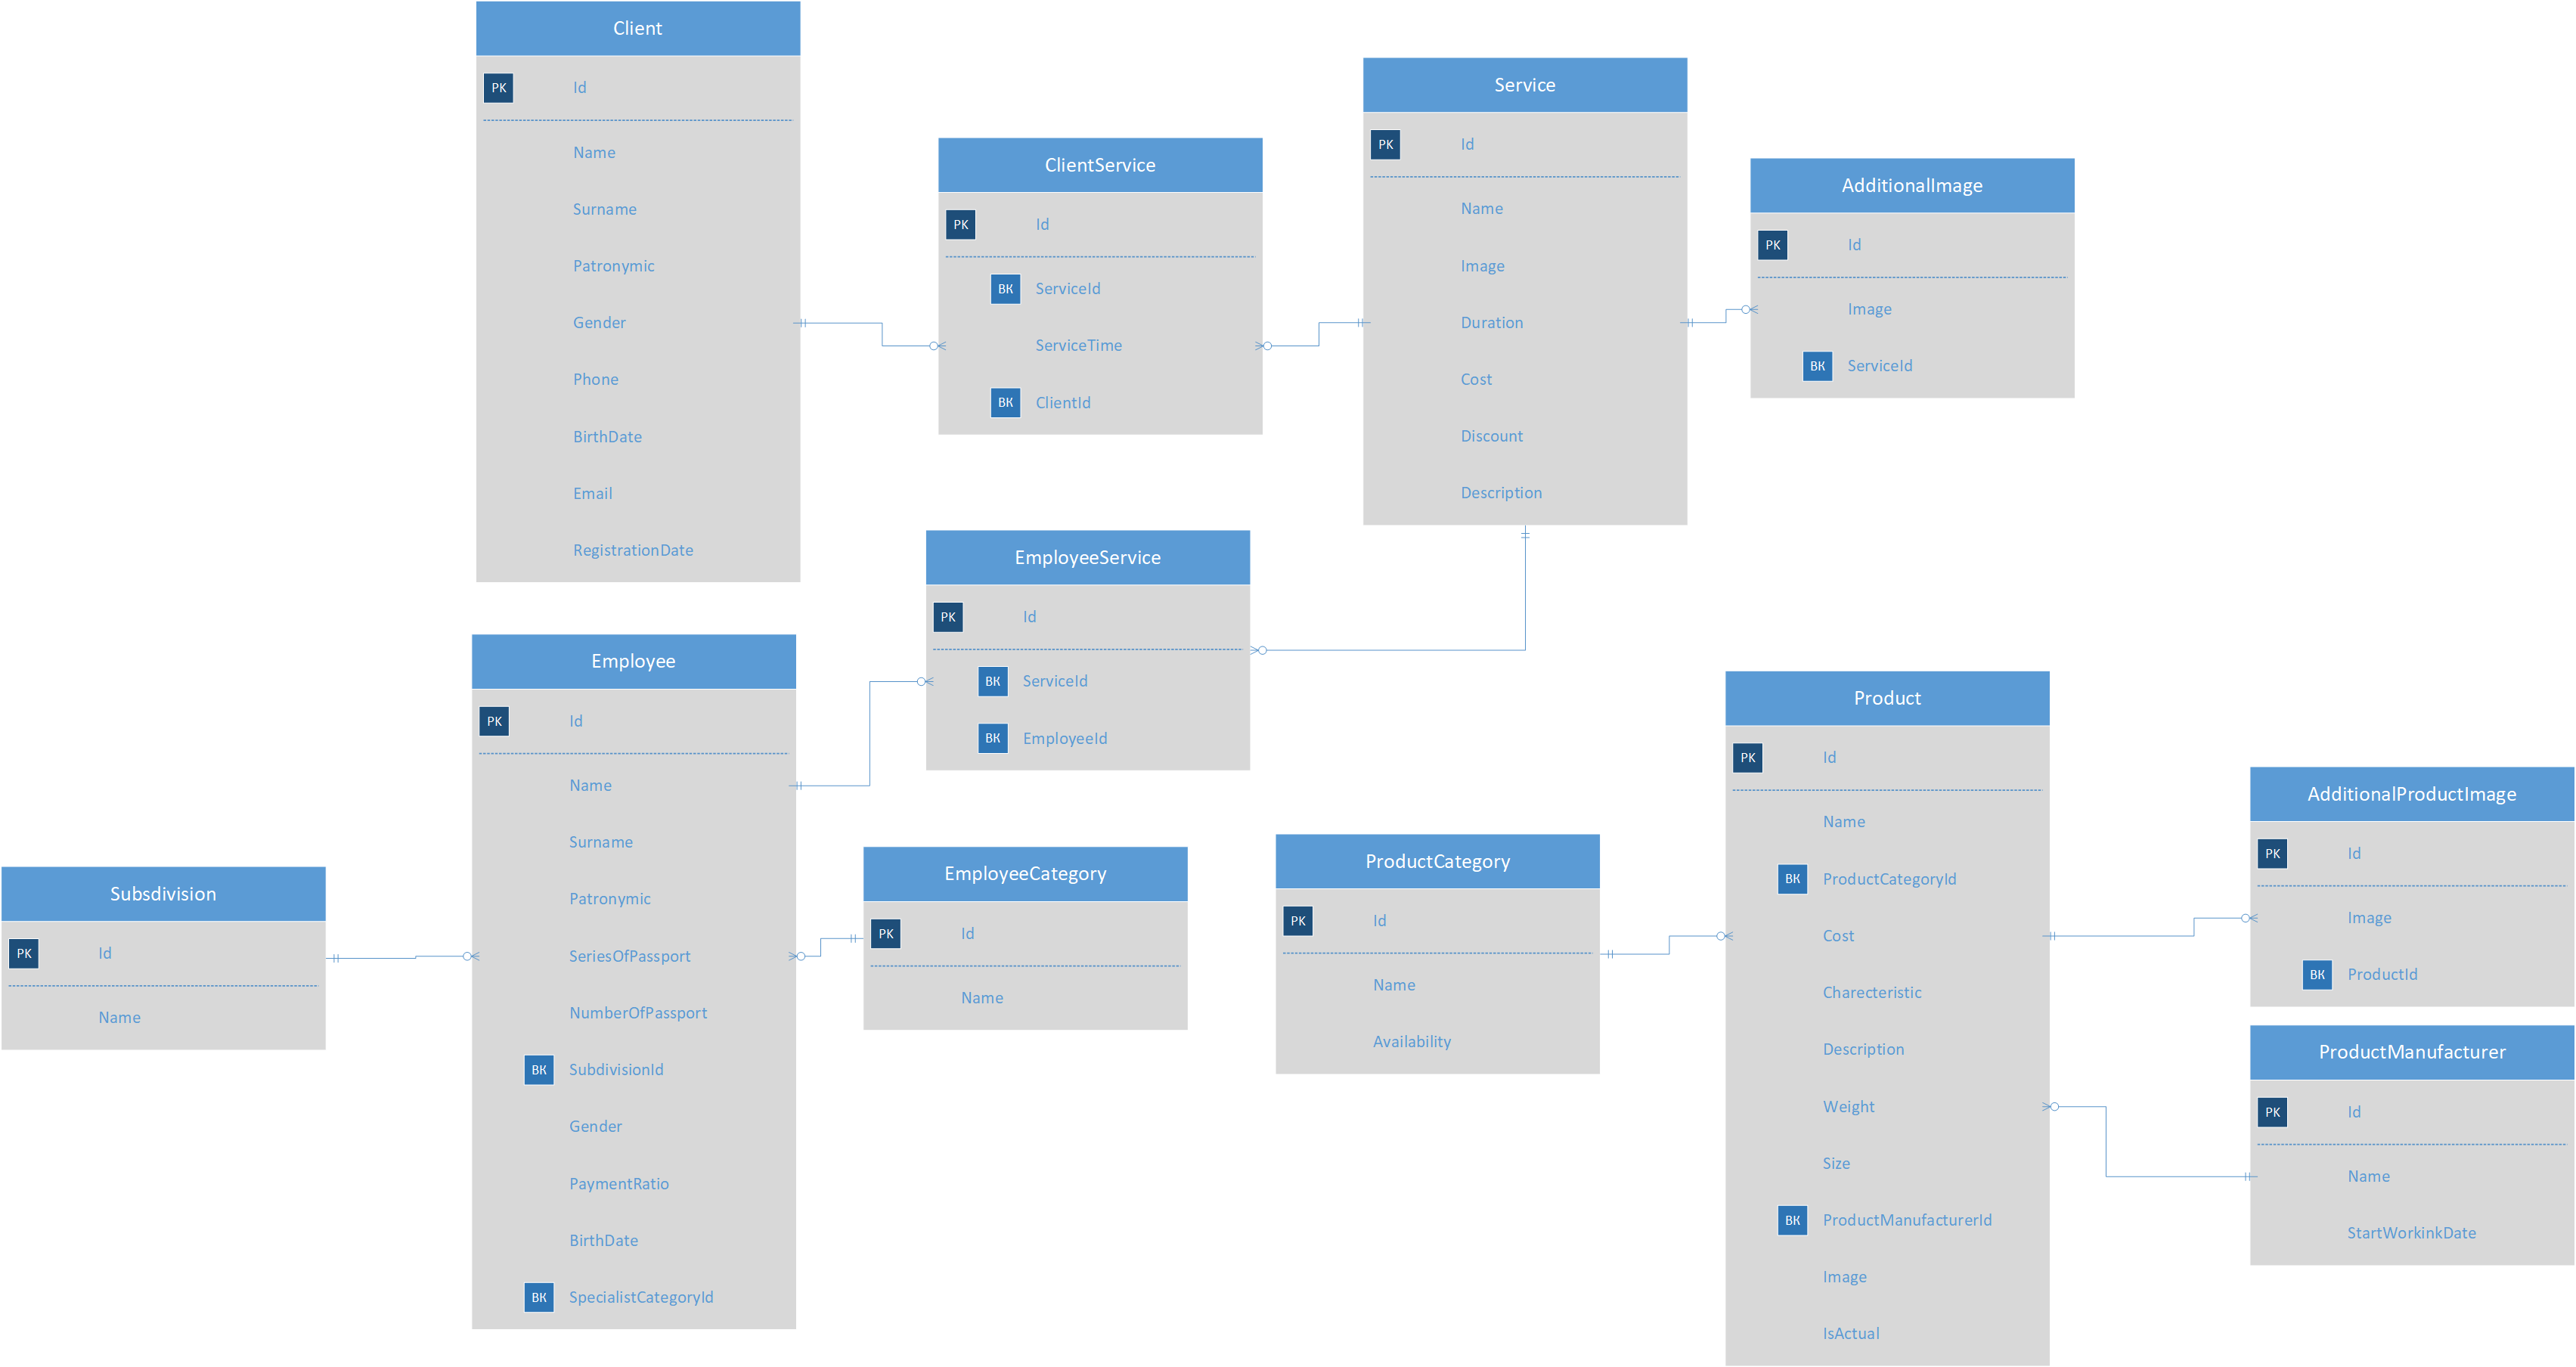 Client
PK Id
Name
Surname
Patronymic
Gender
Phone
BirthDate
Email
RegistrationDate
ClientService
PK Id
BK ServiceId
ServiceTime
BK ClientId
Service
PK Id
Name
Image
Duration
Cost
Discount
Description
AdditionalImage
PK Id
Image
BK ServiceId
EmployeeService
PK Id
BK ServiceId
BK EmployeeId
Employee
PK Id
Name
Surname
Patronymic
SeriesOfPassport
NumberOfPassport
BK SubdivisionId
Gender
PaymentRatio
BirthDate
BK SpecialistCategoryId
Subsdivision
PK Id
Name
EmployeeCategory
PK Id
Name
ProductCategory
PK Id
Name
Availability
Product
PK Id
Name
BK ProductCategoryId
Cost
Charecteristic
Description
Weight
Size
BK ProductManufacturerId
Image
IsActual
AdditionalProductImage
PK Id
Image
BK ProductId
ProductManufacturer
PK Id
Name
StartWorkinkDate